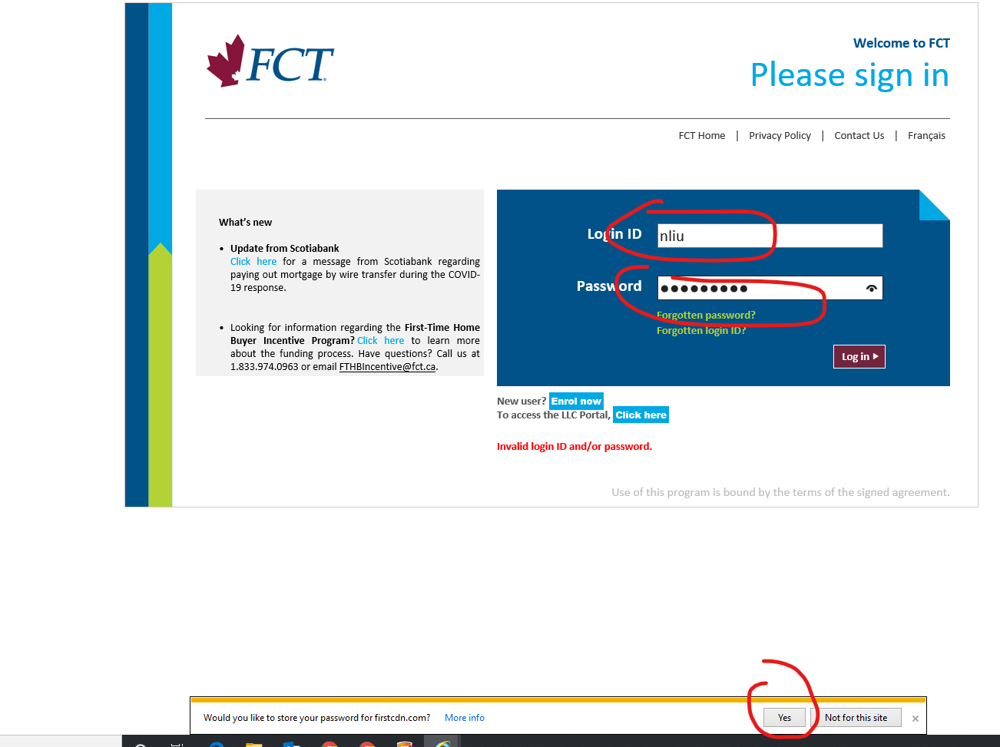 FCT
Welcome to FCT
Please sign in
FCT Home | Privacy Policy | Contact Us | Français
What's new
• Update from Scotiabank
Click here for a message from Scotiabank regarding
paying out mortgage by wire transfer during the COVID-
19 response.
• Looking for information regarding the First-Time Home
Buyer Incentive Program? Click here to learn more
about the funding process. Have questions? Call us at
1.833.974.0963 or email FTHBIncentive@fct.ca.
Login ID nliu
Password ●●●●●●●●●
Forgotten password?
Forgotten login ID?
Log in
New user? Enrol now
To access the LLC Portal, Click here
Invalid login ID and/or password.
Use of this program is bound by the terms of the signed agreement.
Would you like to store your password for firstcdn.com? More info Yes Not for this site ×